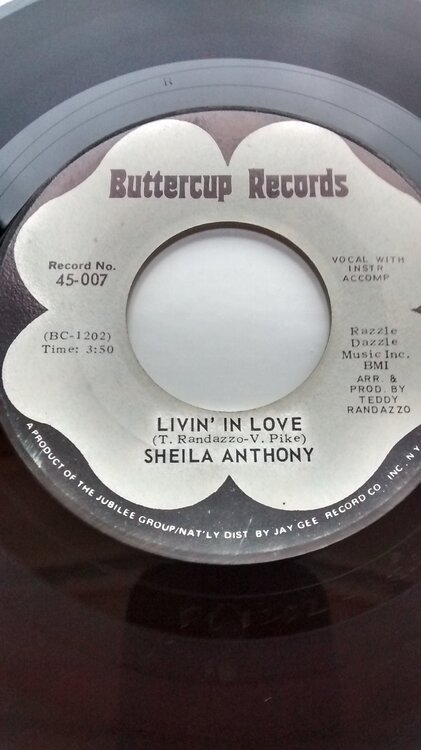 Buttercup Records
Record No.
45-007
VOCAL WITH
INSTR
ACCOMP
(BC-1202)
Time: 3:50
Razzle
Dazzle
Music Inc.
BMI
ARR. &
PROD. BY
TEDDY
RANDAZZO
LIVIN' IN LOVE
(T. Randazzo-V. Pike)
SHEILA ANTHONY
A PRODUCT OF THE JUBILEE GROUP/NAT'LY DIST BY JAY GEE RECORD CO., INC., N.Y.